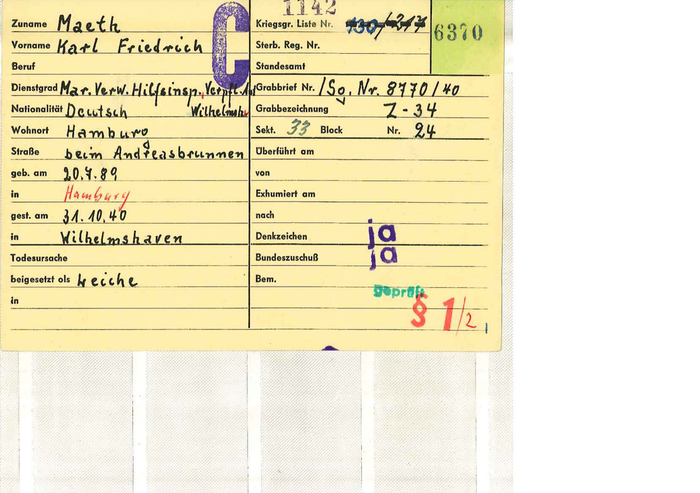 1142
C
6370
Zuname Maeth
Vorname Karl Friedrich
Beruf
Dienstgrad Mar. Verw. Hilfsinsp., Verpfl.
Nationalität Deutsch Wilhelmsh.
Wohnort Hamburg
Straße beim Andreasbrunnen
geb. am 20.7.89
in Hamburg
gest. am 31.10.40
in Wilhelmshaven
Todesursache
beigesetzt als Leiche
in
Kriegsgr. Liste Nr. 130
Sterb. Reg. Nr.
Standesamt
Grabbrief Nr. /So. Nr. 8770/40
Grabbezeichnung Z-34
Sekt. 33 Block Nr. 24
Überführt am
von
Exhumiert am
nach
Denkzeichen ja
Bundeszuschuß ja
Bem.
geprüft
§ 1/2